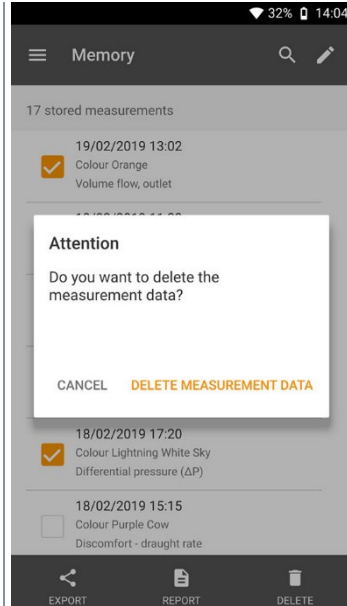 32% 14:04
Memory
17 stored measurements
19/02/2019 13:02
Colour Orange
Volume flow, outlet
Attention
Do you want to delete the
measurement data?
CANCEL DELETE MEASUREMENT DATA
18/02/2019 17:20
Colour Lightning White Sky
Differential pressure (ΔP)
18/02/2019 15:15
Colour Purple Cow
Discomfort - draught rate
EXPORT REPORT DELETE